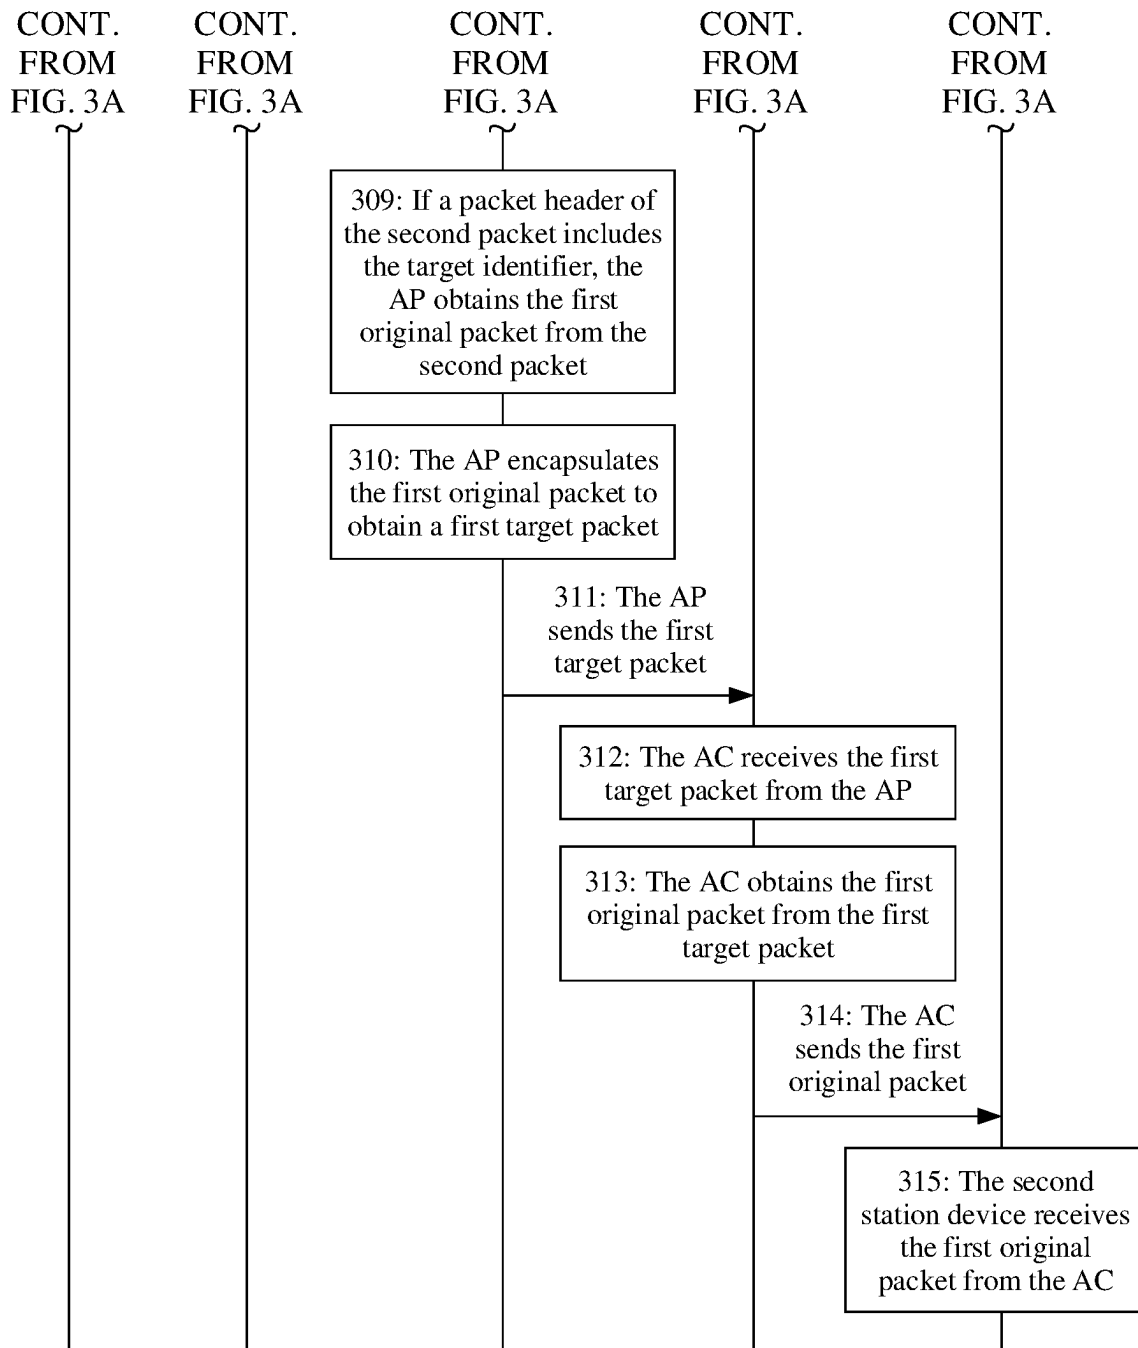 CONT.
FROM
FIG. 3A
CONT.
FROM
FIG. 3A
CONT.
FROM
FIG. 3A
CONT.
FROM
FIG. 3A
CONT.
FROM
FIG. 3A
309: If a packet header of
the second packet includes
the target identifier, the
AP obtains the first
original packet from the
second packet
310: The AP encapsulates
the first original packet to
obtain a first target packet
311: The AP
sends the first
target packet
312: The AC receives the first
target packet from the AP
313: The AC obtains the first
original packet from the first
target packet
314: The AC
sends the first
original packet
315: The second
station device receives
the first original
packet from the AC